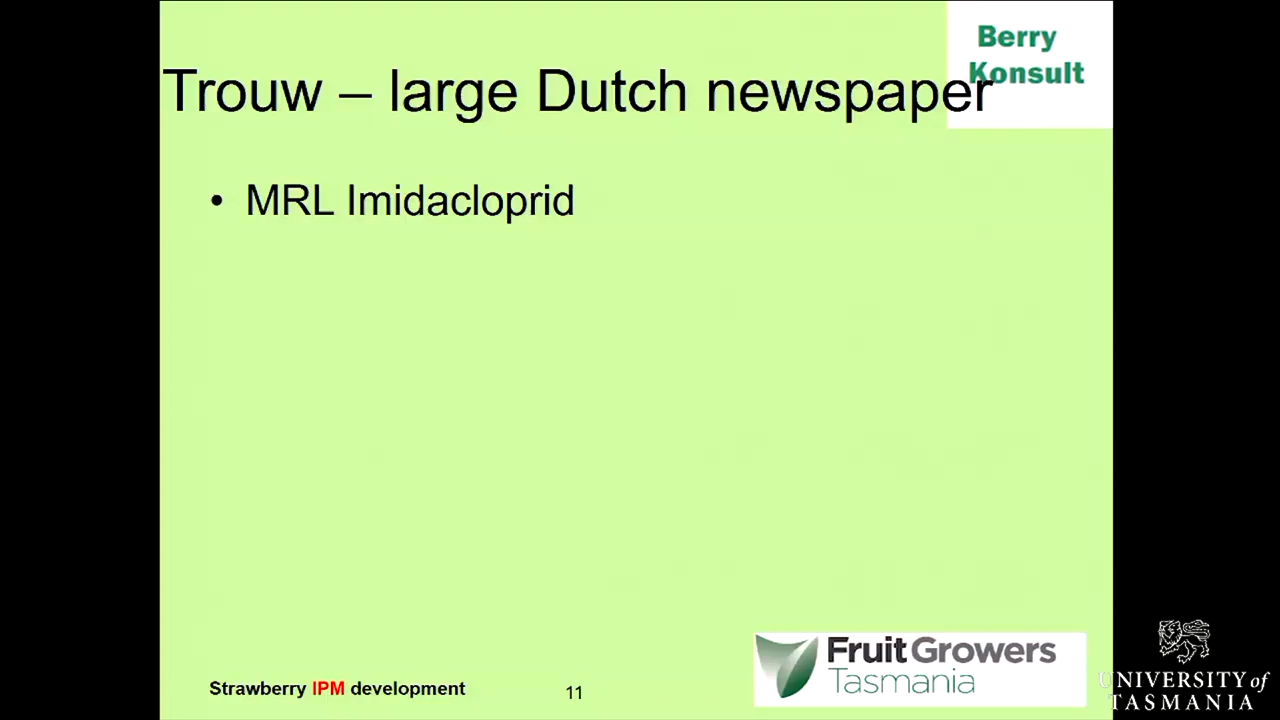 Berry
Konsult
Trouw – large Dutch newspaper
• MRL Imidacloprid
Fruit Growers
Tasmania
Strawberry IPM development
11
UNIVERSITY of
TASMANIA